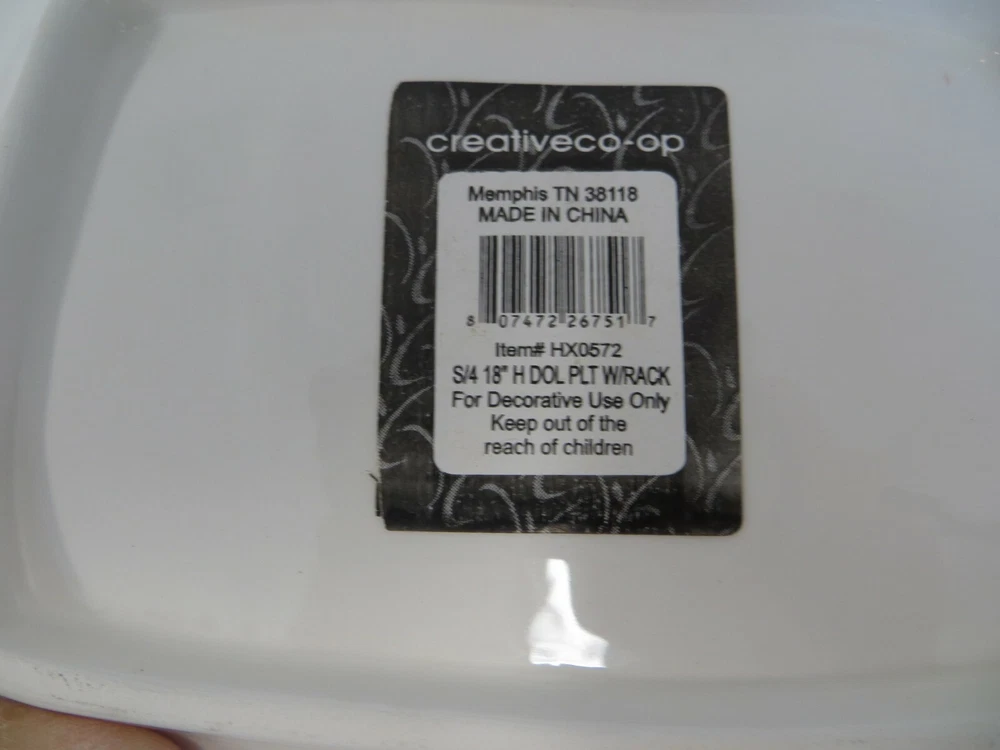 creativeco-op
Memphis TN 38118
MADE IN CHINA
8 07472 26751 7
Item# HX0572
S/4 18" H DOL PLT W/RACK
For Decorative Use Only
Keep out of the
reach of children